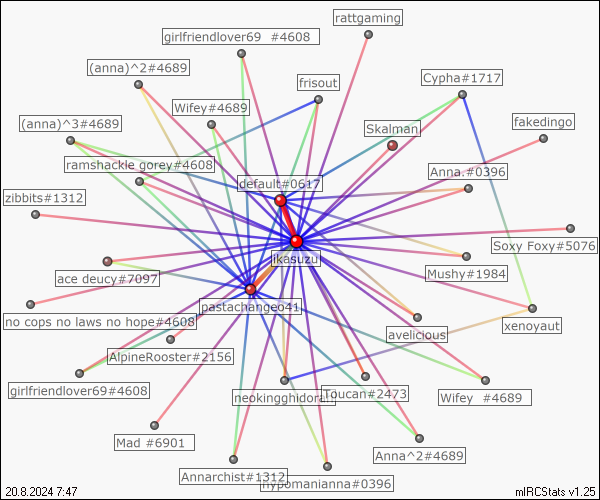 rattgaming
girlfriendlover69 #4608
(anna)^2#4689
Cypha#1717
frisout
Wifey#4689
(anna)^3#4689
Skalman
fakedingo
ramshackle gorey#4608
Anna.#0396
default#0617
zibbits#1312
Soxy Foxy#5076
jkasuzu
Mushy#1984
ace deucy#7097
pastachangeo41
no cops no laws no hope#4608
xenoyaut
avelicious
AlpineRooster#2156
girlfriendlover69#4608
neokingghidora
Toucan#2473
Wifey #4689
Mad #6901
Anna^2#4689
Annarchist#1312
hypomanianna#0396
20.8.2024 7:47
mIRCStats v1.25